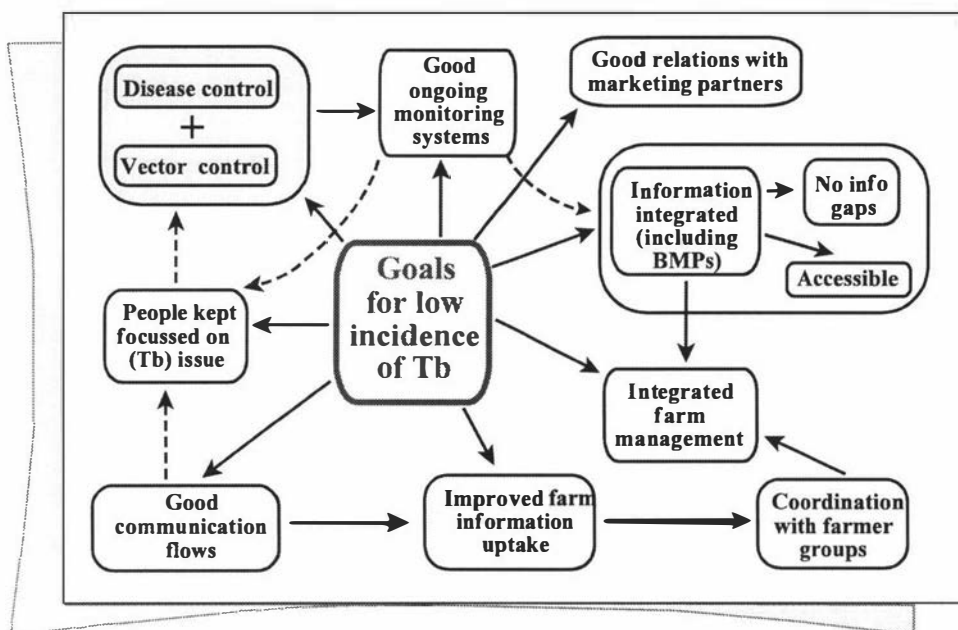 Disease control
+
Vector control
Good
ongoing
monitoring
systems
Good relations with
marketing partners
Information
integrated
(including
BMPs)
No info
gaps
Accessible
Goals
for low
incidence
of Tb
People kept
focussed on
(Tb) issue
Integrated
farm
management
Good
communication
flows
Improved farm
information
uptake
Coordination
with farmer
groups